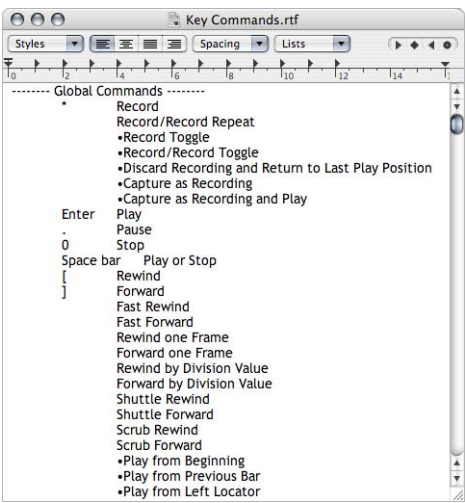 Key Commands.rtf
Styles Spacing Lists
0 2 4 6 8 10 12 14
-------- Global Commands --------
* Record
Record/Record Repeat
•Record Toggle
•Record/Record Toggle
•Discard Recording and Return to Last Play Position
•Capture as Recording
•Capture as Recording and Play
Enter Play
. Pause
0 Stop
Space bar Play or Stop
[ Rewind
] Forward
Fast Rewind
Fast Forward
Rewind one Frame
Forward one Frame
Rewind by Division Value
Forward by Division Value
Shuttle Rewind
Shuttle Forward
Scrub Rewind
Scrub Forward
•Play from Beginning
•Play from Previous Bar
•Play from Left Locator